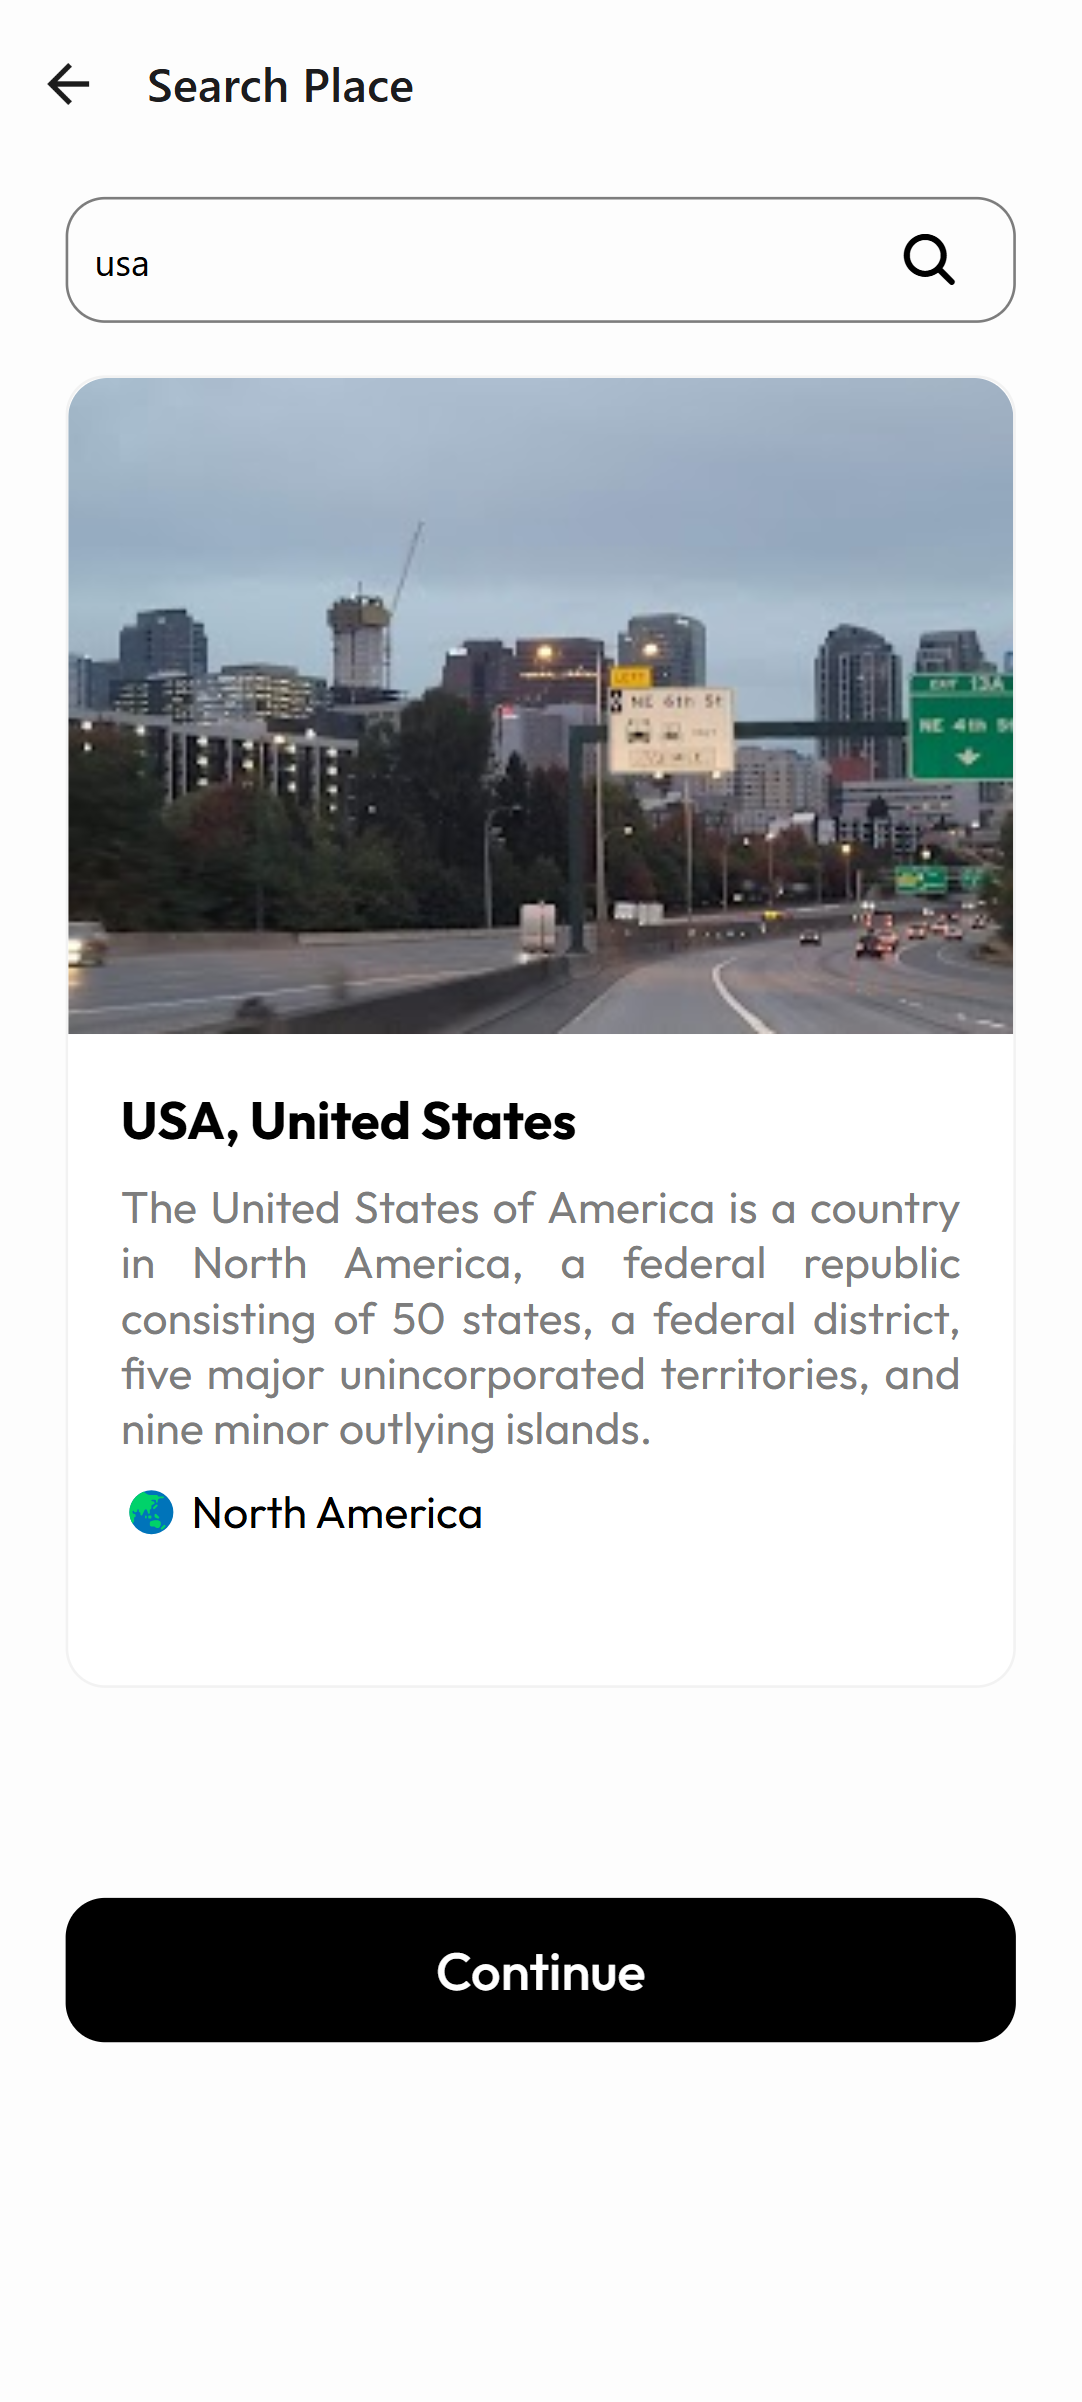 Search Place
usa
LEFT
NE 6th St
EXIT 13A
NE 4th St
USA, United States
The United States of America is a country
in North America, a federal republic
consisting of 50 states, a federal district,
five major unincorporated territories, and
nine minor outlying islands.
North America
Continue